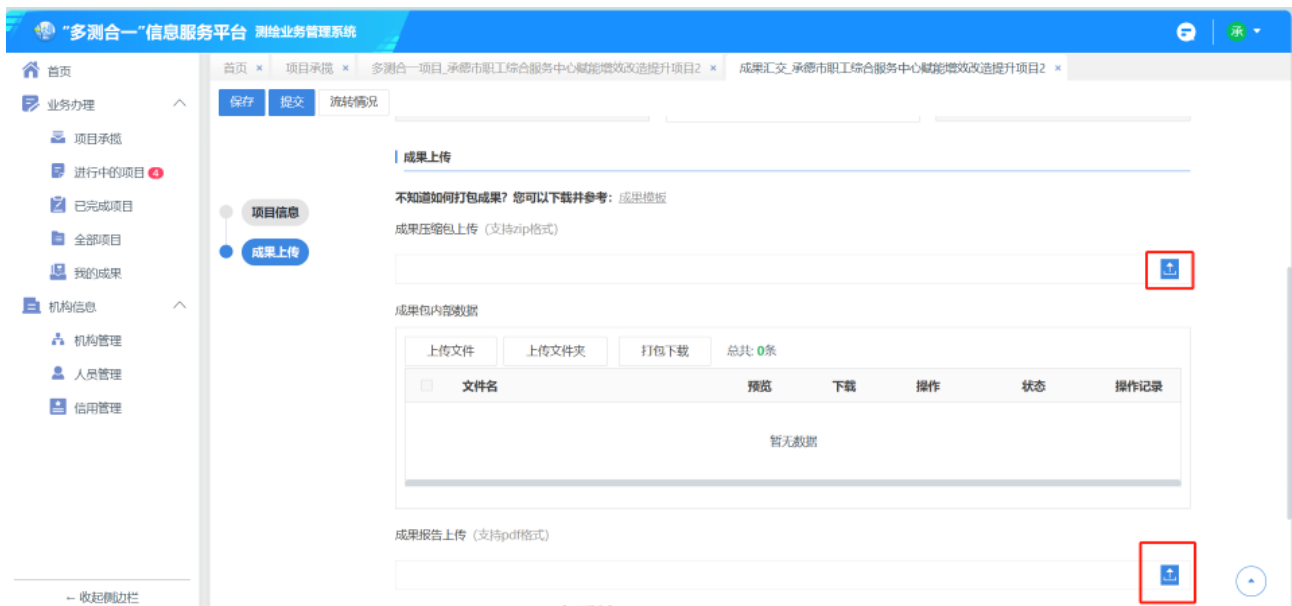 “多测合一”信息服务平台 测绘业务管理系统
承
首页
业务办理
项目承揽
进行中的项目 4
已完成项目
全部项目
我的成果
机构信息
机构管理
人员管理
信用管理
← 收起侧边栏
首页 × 项目承揽 × 多测合一项目_承德市职工综合服务中心赋能增效改造提升项目2 × 成果汇交_承德市职工综合服务中心赋能增效改造提升项目2 ×
保存 提交 流转情况
项目信息
成果上传
成果上传
不知道如何打包成果？您可以下载并参考： 成果模板
成果压缩包上传（支持zip格式）
成果包内部数据
上传文件 上传文件夹 打包下载 总共: 0条
文件名 预览 下载 操作 状态 操作记录
暂无数据
成果报告上传（支持pdf格式）